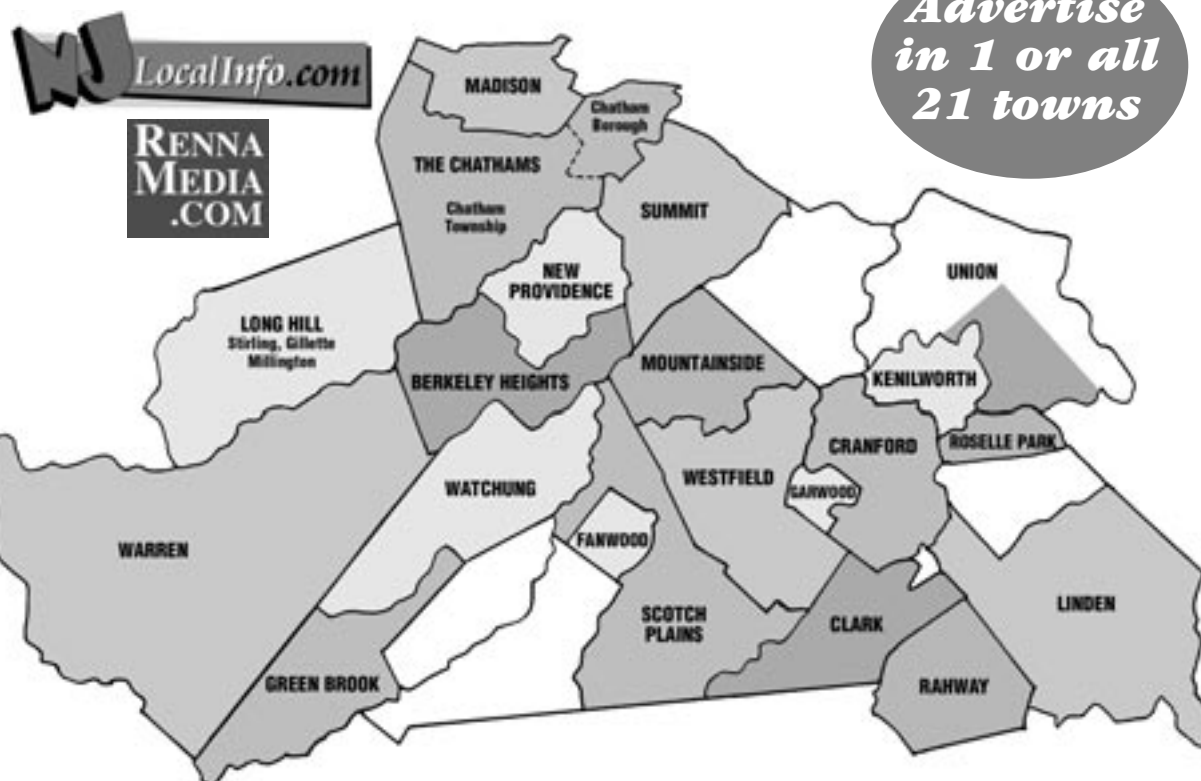 NJ LocalInfo.com
RENNA
MEDIA
.COM
Advertise
in 1 or all
21 towns
MADISON
Chatham
Borough
THE CHATHAMS
Chatham
Township
SUMMIT
NEW
PROVIDENCE
UNION
LONG HILL
Stirling, Gillette
Millington
BERKELEY HEIGHTS
MOUNTAINSIDE
KENILWORTH
CRANFORD
ROSELLE PARK
WATCHUNG
WESTFIELD
GARWOOD
WARREN
FANWOOD
SCOTCH
PLAINS
CLARK
LINDEN
GREEN BROOK
RAHWAY